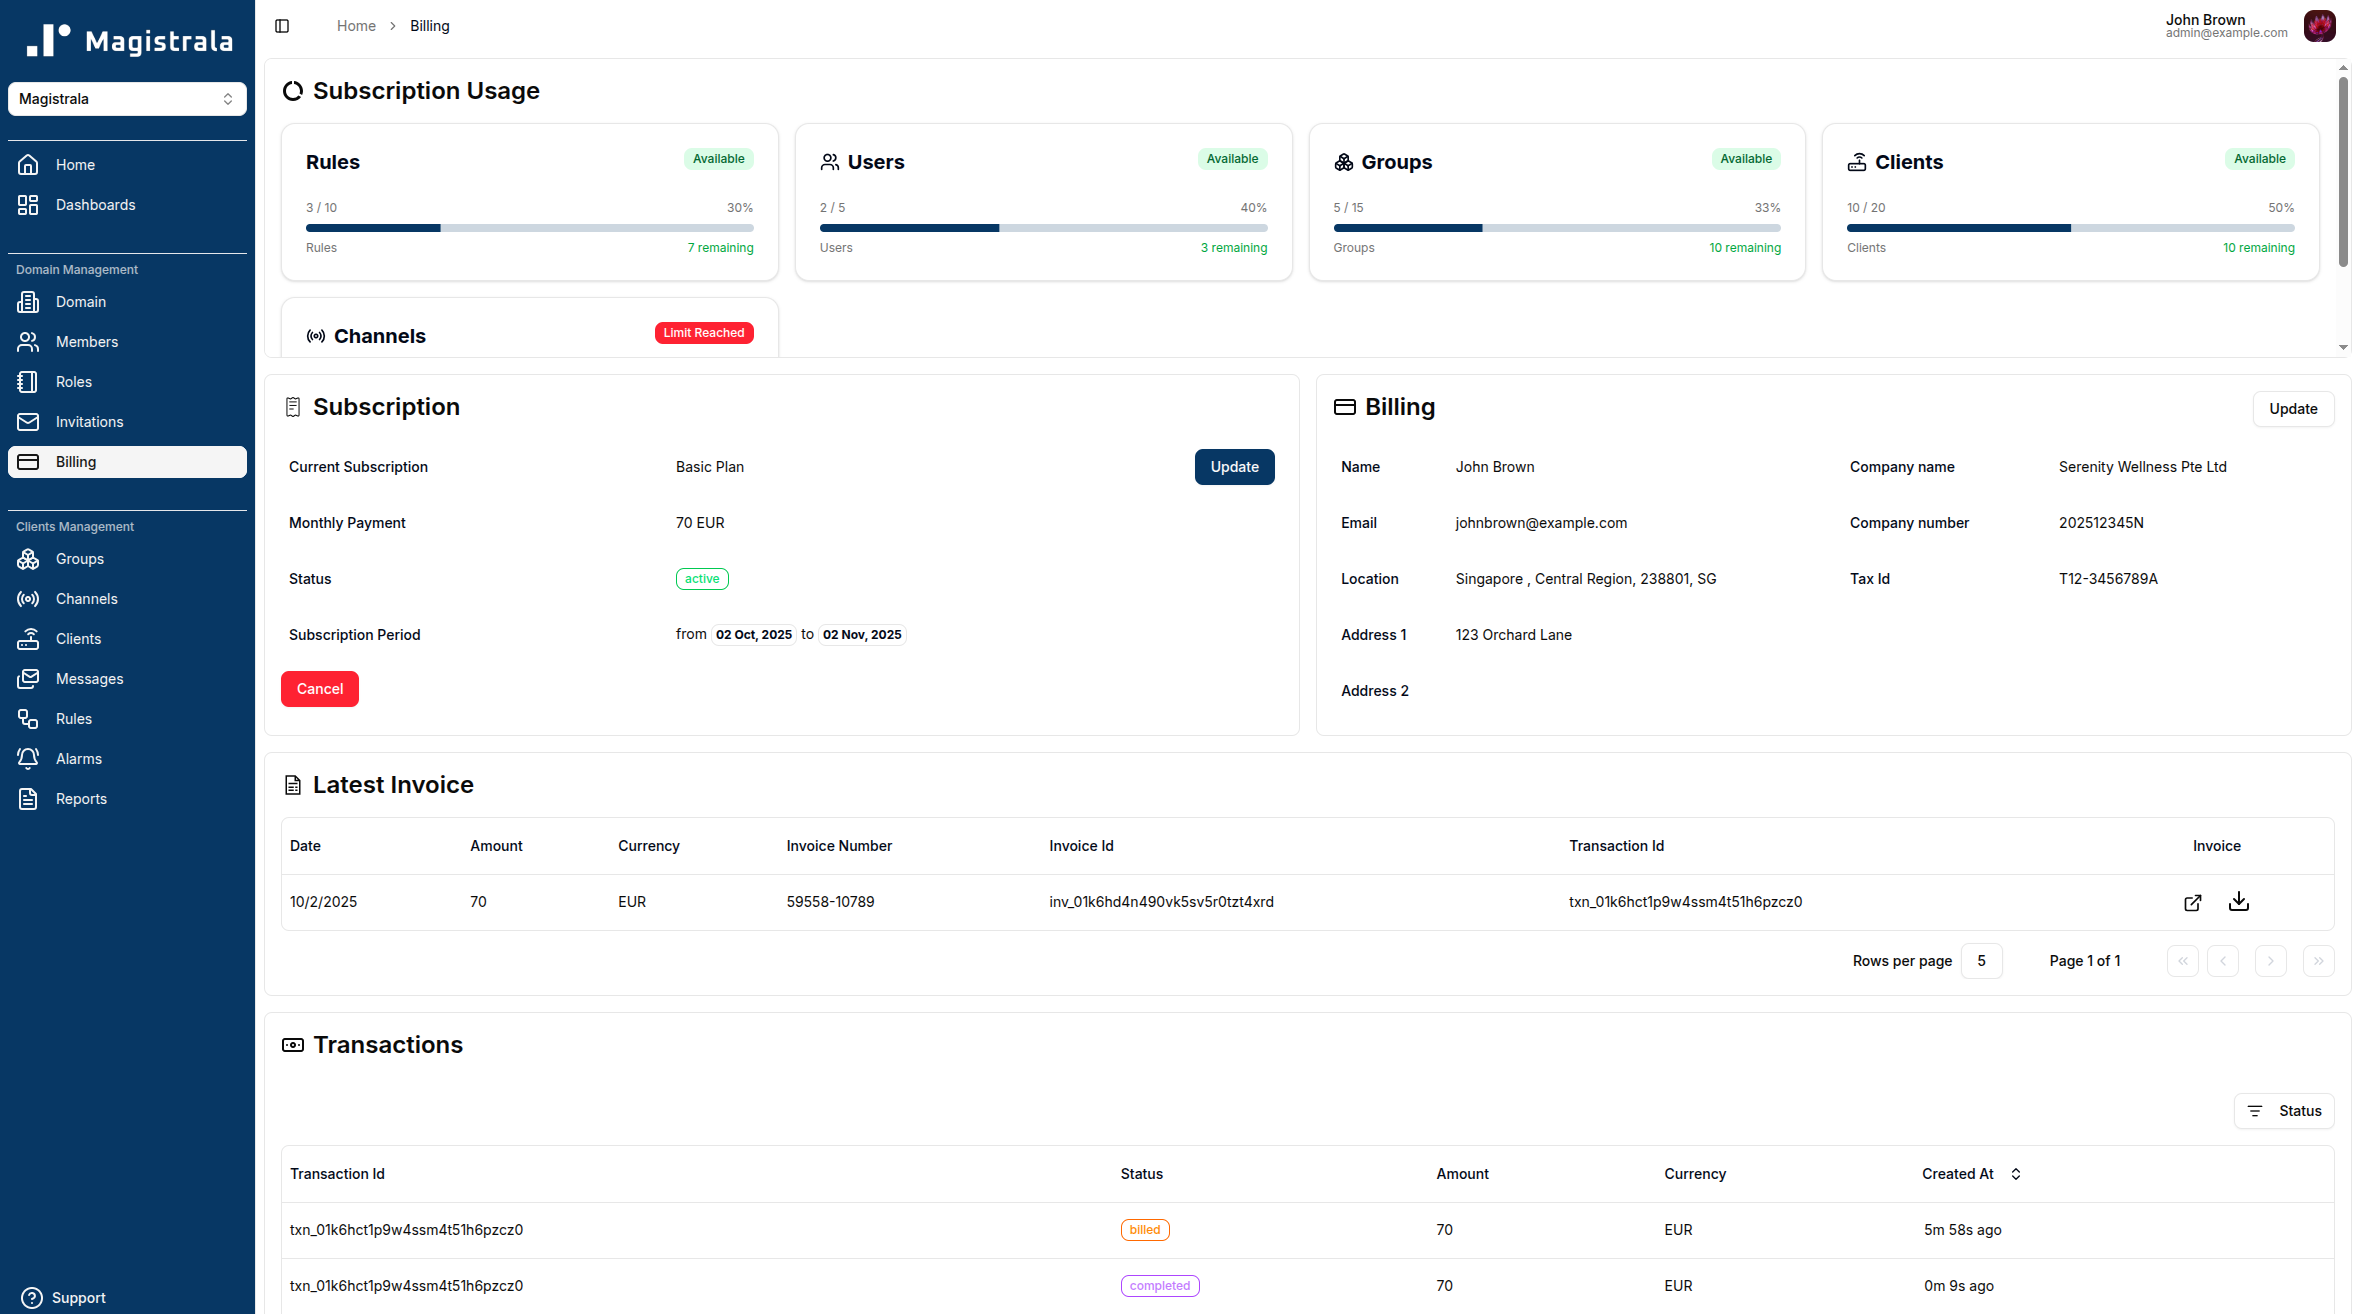 Magistrala
Magistrala
Home
Dashboards
Domain Management
Domain
Members
Roles
Invitations
Billing
Clients Management
Groups
Channels
Clients
Messages
Rules
Alarms
Reports
Support
Home > Billing
John Brown
admin@example.com
Subscription Usage
Rules Available
3 / 10 30%
Rules 7 remaining
Users Available
2 / 5 40%
Users 3 remaining
Groups Available
5 / 15 33%
Groups 10 remaining
Clients Available
10 / 20 50%
Clients 10 remaining
Channels Limit Reached
Subscription
Current Subscription Basic Plan Update
Monthly Payment 70 EUR
Status active
Subscription Period from 02 Oct, 2025 to 02 Nov, 2025
Cancel
Billing Update
Name John Brown Company name Serenity Wellness Pte Ltd
Email johnbrown@example.com Company number 202512345N
Location Singapore , Central Region, 238801, SG Tax Id T12-3456789A
Address 1 123 Orchard Lane
Address 2
Latest Invoice
Date Amount Currency Invoice Number Invoice Id Transaction Id Invoice
10/2/2025 70 EUR 59558-10789 inv_01k6hd4n490vk5sv5r0tzt4xrd txn_01k6hct1p9w4ssm4t51h6pzcz0
Rows per page 5 Page 1 of 1
Transactions
Status
Transaction Id Status Amount Currency Created At
txn_01k6hct1p9w4ssm4t51h6pzcz0 billed 70 EUR 5m 58s ago
txn_01k6hct1p9w4ssm4t51h6pzcz0 completed 70 EUR 0m 9s ago